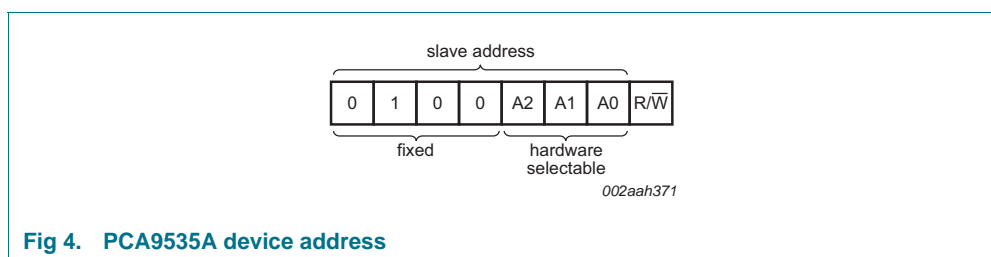 slave address
0 1 0 0 A2 A1 A0 R/W̅
fixed hardware
selectable
002aah371
Fig 4. PCA9535A device address